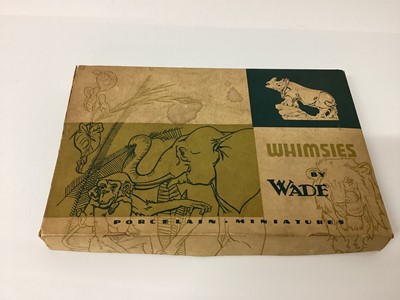 WHIMSIES
BY
WADE
PORCELAIN · MINIATURES